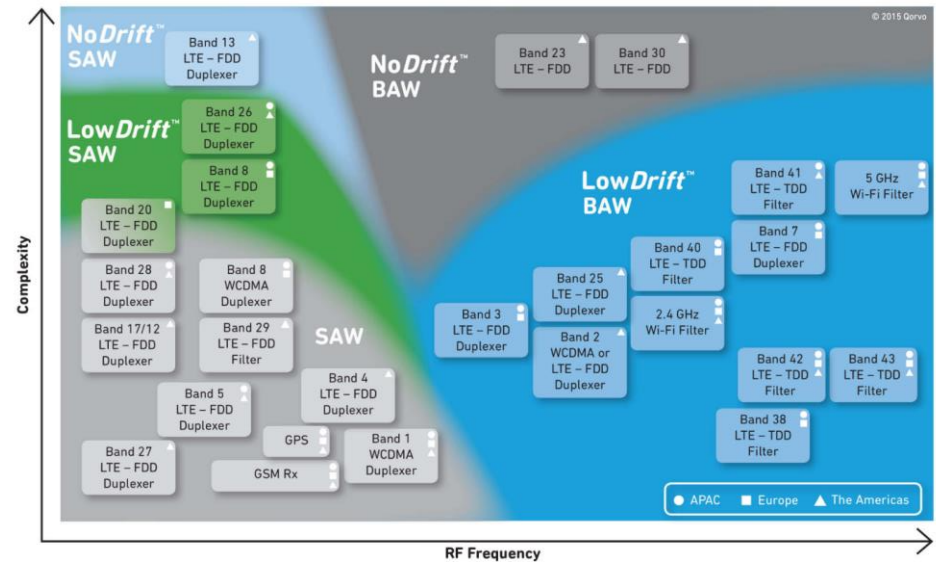 © 2015 Qorvo
NoDrift™
SAW
Band 13
LTE – FDD
Duplexer
NoDrift™
BAW
Band 23
LTE – FDD
Band 30
LTE – FDD
LowDrift™
SAW
Band 26
LTE – FDD
Duplexer
Band 8
LTE – FDD
Duplexer
Band 20
LTE – FDD
Duplexer
LowDrift™
BAW
Band 41
LTE – TDD
Filter
5 GHz
Wi-Fi Filter
Band 7
LTE – FDD
Duplexer
Band 40
LTE – TDD
Filter
Band 25
LTE – FDD
Duplexer
2.4 GHz
Wi-Fi Filter
Band 3
LTE – FDD
Duplexer
Band 2
WCDMA or
LTE – FDD
Duplexer
Band 42
LTE – TDD
Filter
Band 43
LTE – TDD
Filter
Band 38
LTE – TDD
Filter
Band 28
LTE – FDD
Duplexer
Band 8
WCDMA
Duplexer
Band 17/12
LTE – FDD
Duplexer
Band 29
LTE – FDD
Filter
SAW
Band 5
LTE – FDD
Duplexer
Band 4
LTE – FDD
Duplexer
GPS
Band 1
WCDMA
Duplexer
Band 27
LTE – FDD
Duplexer
GSM Rx
APAC Europe The Americas
Complexity
RF Frequency